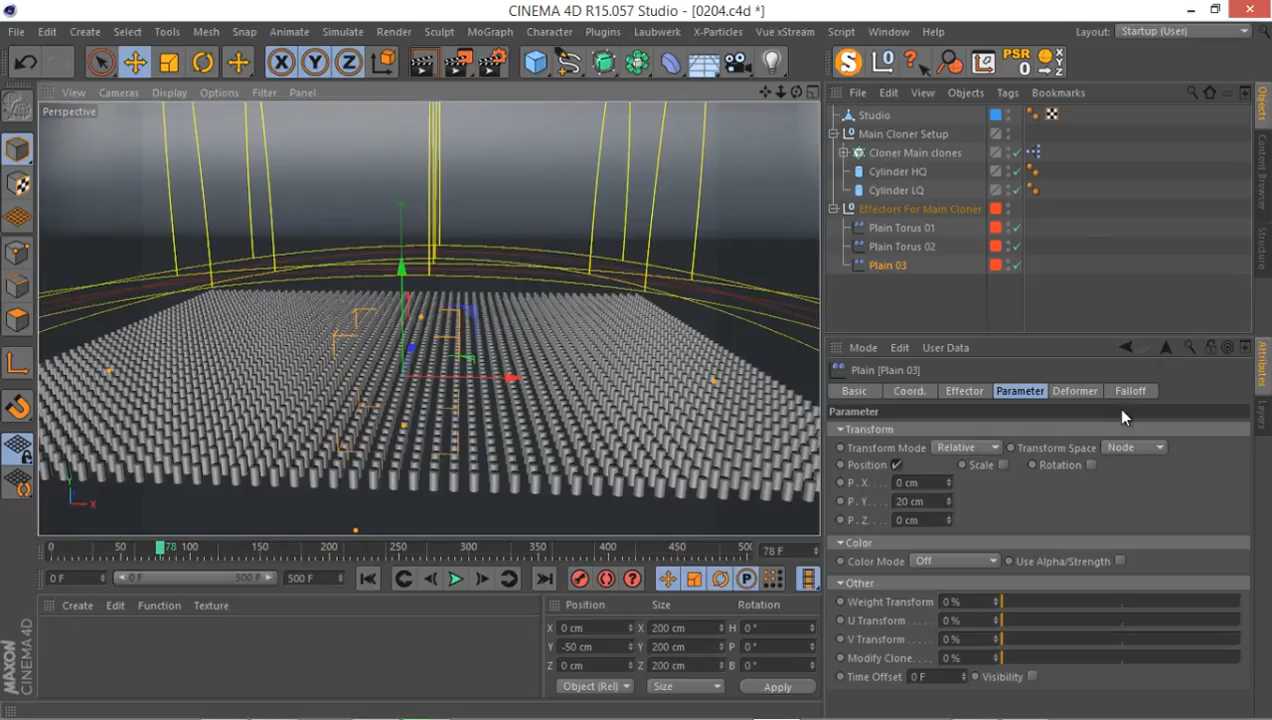 CINEMA 4D R15.057 Studio - [0204.c4d *]
File Edit Create Select Tools Mesh Snap Animate Simulate Render Sculpt MoGraph Character Plugins Laubwerk X-Particles Vue xStream Script Window Help Layout: Startup (User)
X Y Z S 0 PSR 0 X Y Z
View Cameras Display Options Filter Panel
File Edit View Objects Tags Bookmarks
Perspective
Studio
Main Cloner Setup
Cloner Main clones
Cylinder HQ
Cylinder LQ
Effectors For Main Cloner
Plain Torus 01
Plain Torus 02
Plain 03
Objects
Content Browser
Structure
Mode Edit User Data
Plain [Plain 03]
Basic Coord. Effector Parameter Deformer Falloff
Parameter
Transform
Transform Mode Relative Transform Space Node
Position Scale Rotation
P . X 0 cm
P . Y 20 cm
P . Z 0 cm
Color
Color Mode Off Use Alpha/Strength
Other
Weight Transform 0 %
U Transform 0 %
V Transform 0 %
Modify Clone 0 %
Time Offset 0 F Visibility
Attributes
Layers
Y X
0 50 78 100 150 200 250 300 350 400 450 50 78 F
0 F 0 F 500 F 500 F P
Create Edit Function Texture
Position Size Rotation
X 0 cm X 200 cm H 0 °
Y -50 cm Y 200 cm P 0 °
Z 0 cm Z 200 cm B 0 °
Object (Rel) Size Apply
MAXON
CINEMA 4D